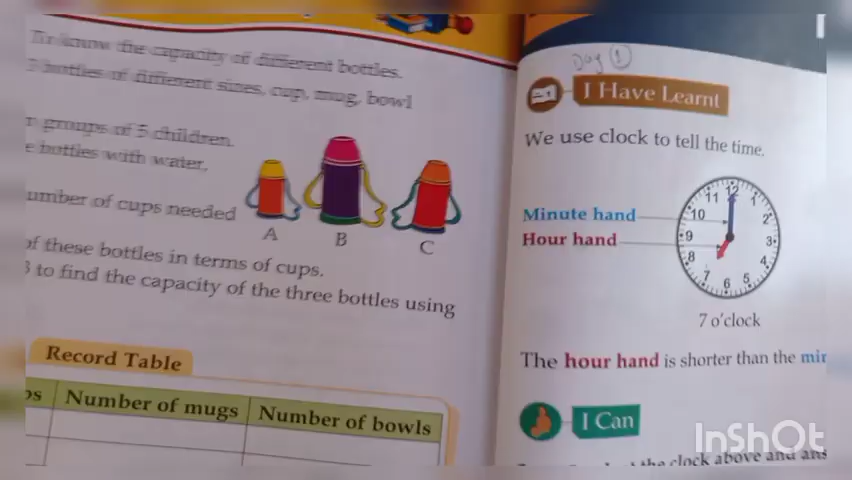 To know the capacity of different bottles.
3 bottles of different sizes, cup, mug, bowl
groups of 5 children.
bottles with water,
umber of cups needed
A
B
C
of these bottles in terms of cups.
to find the capacity of the three bottles using
Record Table
Number of mugs
Number of bowls
Day 1
I Have Learnt
We use clock to tell the time.
Minute hand
Hour hand
12
1
2
3
4
5
6
7
8
9
10
11
7 o'clock
The hour hand is shorter than the min
I Can
the clock above and ans
InShOt